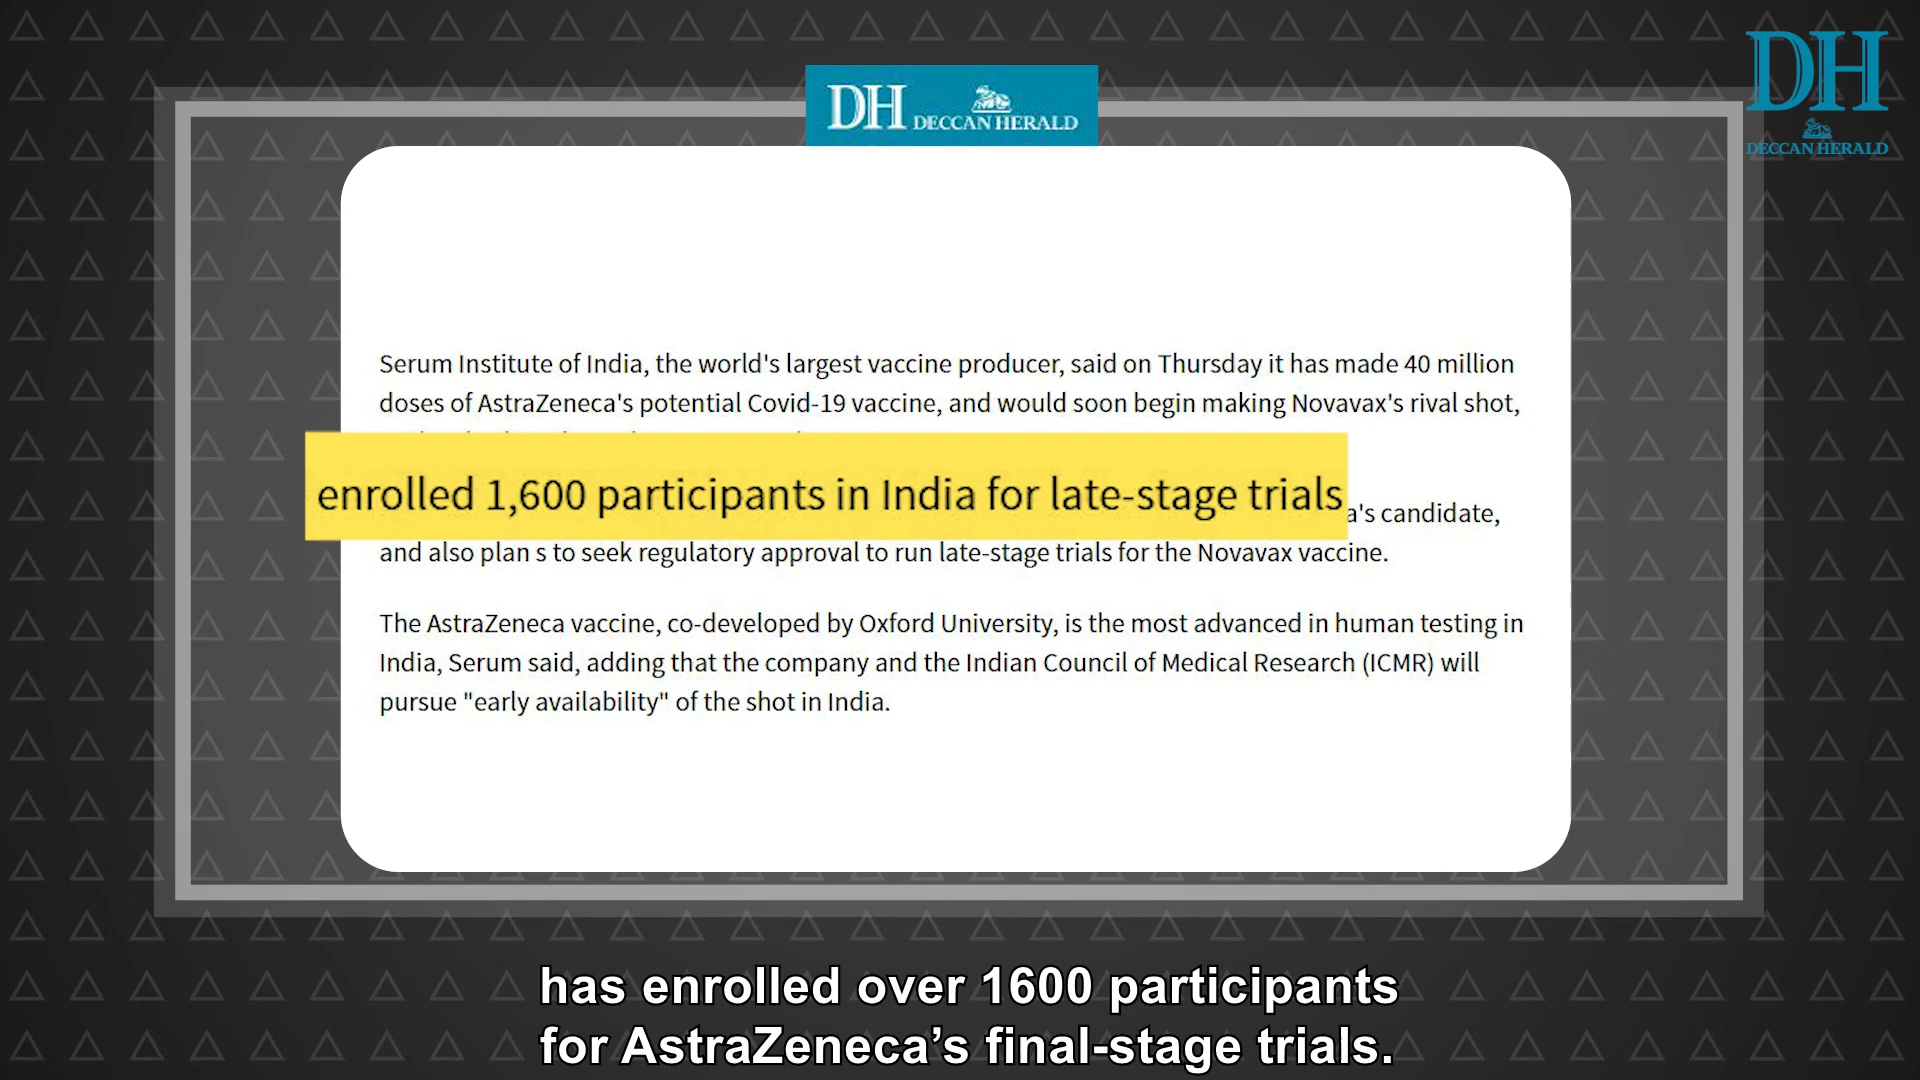 DH DECCAN HERALD
DH
DECCAN HERALD
Serum Institute of India, the world's largest vaccine producer, said on Thursday it has made 40 million
doses of AstraZeneca's potential Covid-19 vaccine, and would soon begin making Novavax's rival shot,
enrolled 1,600 participants in India for late-stage trials
a's candidate,
and also plan s to seek regulatory approval to run late-stage trials for the Novavax vaccine.
The AstraZeneca vaccine, co-developed by Oxford University, is the most advanced in human testing in
India, Serum said, adding that the company and the Indian Council of Medical Research (ICMR) will
pursue "early availability" of the shot in India.
has enrolled over 1600 participants
for AstraZeneca’s final-stage trials.